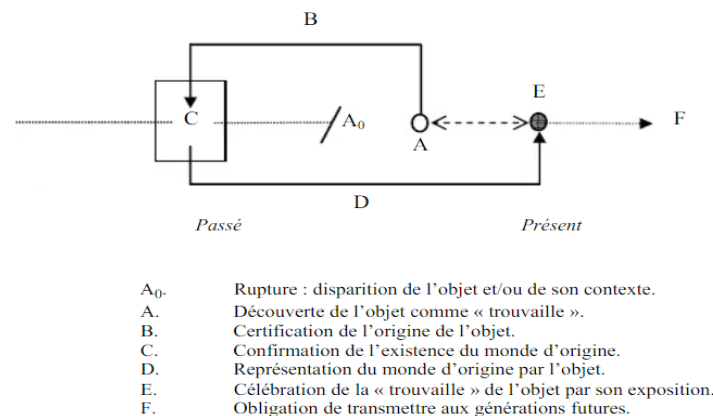 B
E
C
A₀
A
F
D
Passé Présent
A₀. Rupture : disparition de l’objet et/ou de son contexte.
A. Découverte de l’objet comme « trouvaille ».
B. Certification de l’origine de l’objet.
C. Confirmation de l’existence du monde d’origine.
D. Représentation du monde d’origine par l’objet.
E. Célébration de la « trouvaille » de l’objet par son exposition.
F. Obligation de transmettre aux générations futures.